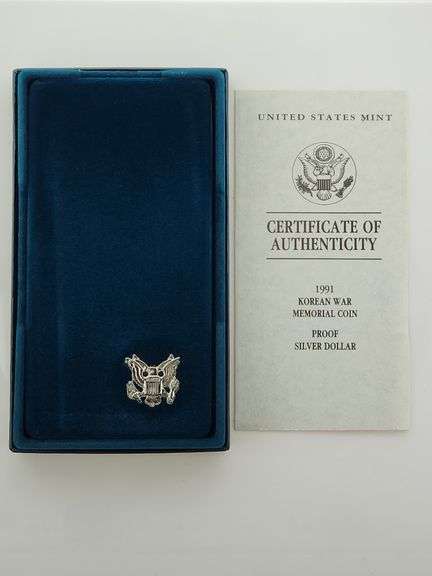 UNITED STATES MINT
CERTIFICATE OF
AUTHENTICITY
1991
KOREAN WAR
MEMORIAL COIN
PROOF
SILVER DOLLAR